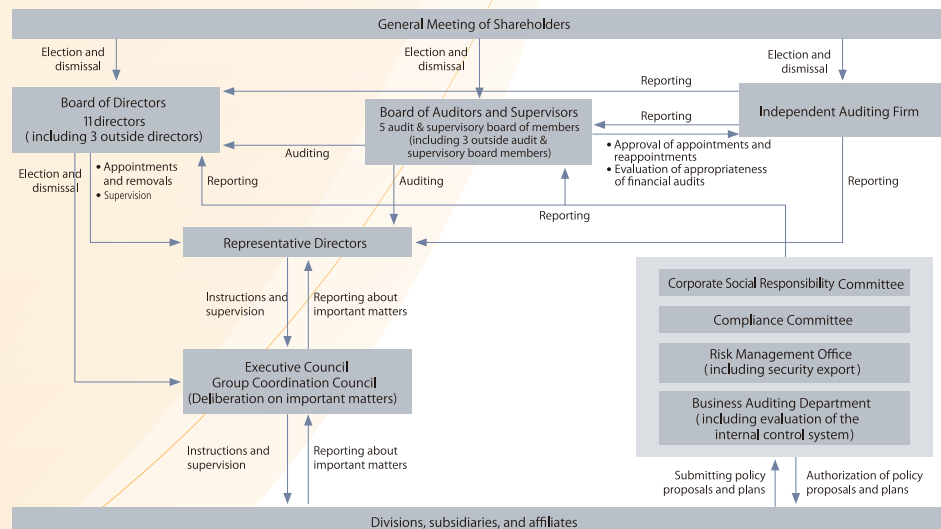 General Meeting of Shareholders
Election and
dismissal
Election and
dismissal
Election and
dismissal
Reporting
Board of Directors
11 directors
( including 3 outside directors)
Board of Auditors and Supervisors
5 audit & supervisory board of members
(including 3 outside audit &
supervisory board members)
Reporting
Independent Auditing Firm
Auditing
• Approval of appointments and
reappointments
• Evaluation of appropriateness
of financial audits
Election and
dismissal
• Appointments
and removals
• Supervision
Reporting
Auditing
Reporting
Reporting
Representative Directors
Instructions and
supervision
Reporting about
important matters
Corporate Social Responsibility Committee
Compliance Committee
Risk Management Office
(including security export)
Business Auditing Department
(including evaluation of the
internal control system)
Executive Council
Group Coordination Council
(Deliberation on important matters)
Instructions and
supervision
Reporting about
important matters
Submitting policy
proposals and plans
Authorization of policy
proposals and plans
Divisions, subsidiaries, and affiliates